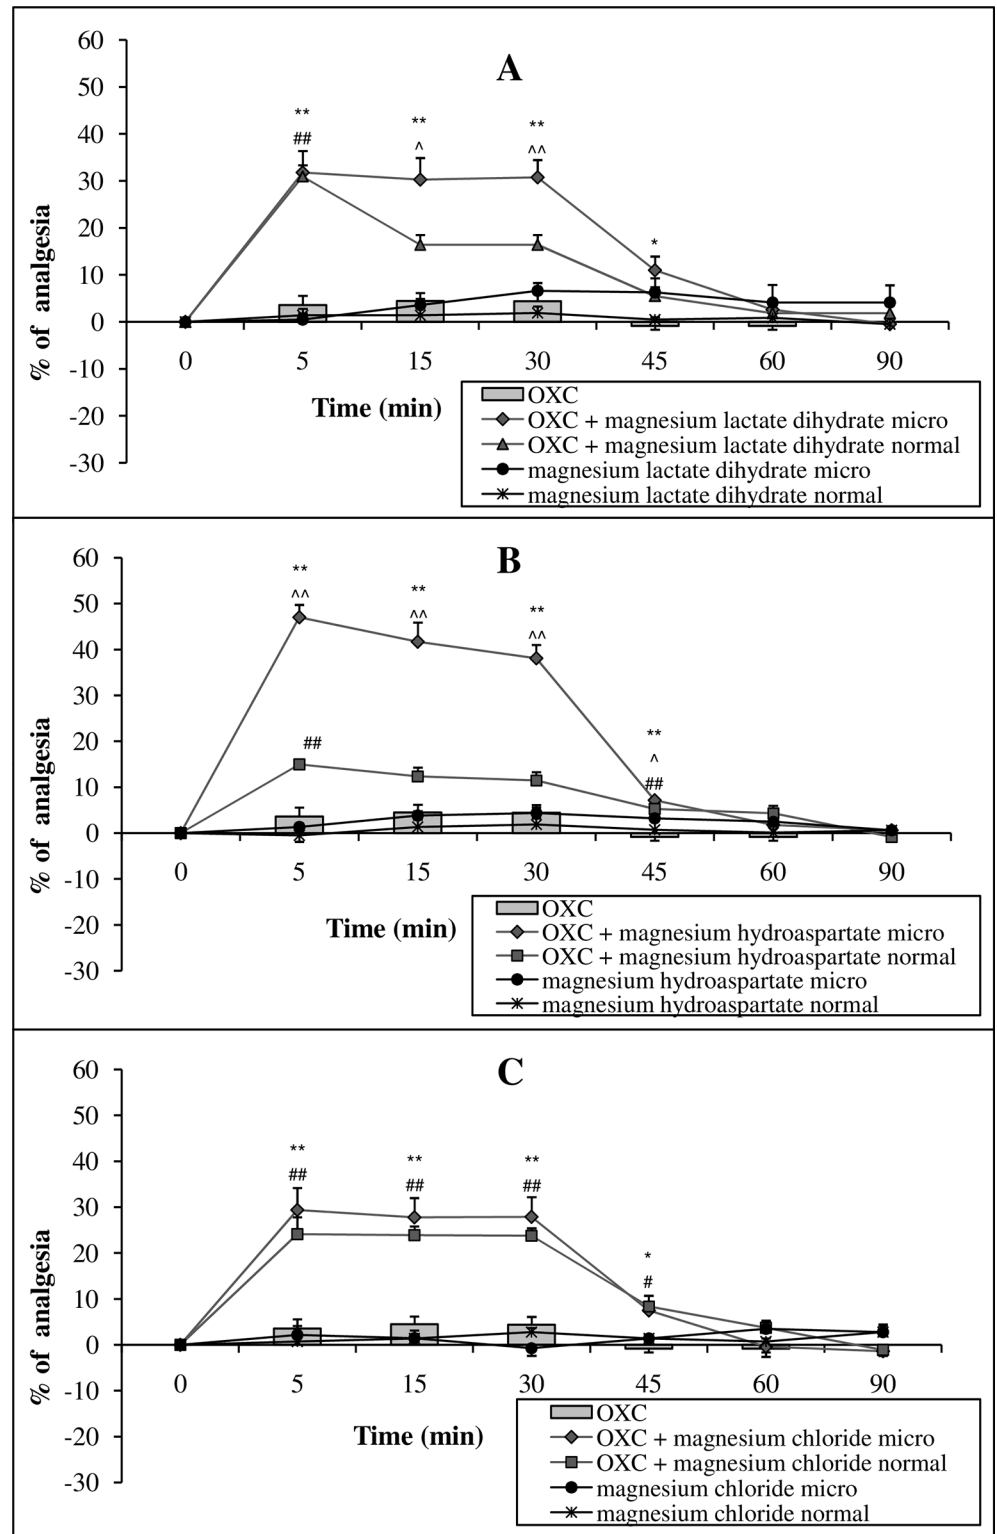 A
60
50
40
30
20
10
0
-10
-20
-30
% of analgesia
**
##
**
^
**
^^
*
0 5 15 30 45 60 90
Time (min)
OXC
OXC + magnesium lactate dihydrate micro
OXC + magnesium lactate dihydrate normal
magnesium lactate dihydrate micro
magnesium lactate dihydrate normal
B
60
50
40
30
20
10
0
-10
-20
-30
% of analgesia
**
^^
##
**
^^
**
^^
**
^
##
0 5 15 30 45 60 90
Time (min)
OXC
OXC + magnesium hydroaspartate micro
OXC + magnesium hydroaspartate normal
magnesium hydroaspartate micro
magnesium hydroaspartate normal
C
60
50
40
30
20
10
0
-10
-20
-30
% of analgesia
**
##
**
##
**
##
*
#
0 5 15 30 45 60 90
Time (min)
OXC
OXC + magnesium chloride micro
OXC + magnesium chloride normal
magnesium chloride micro
magnesium chloride normal